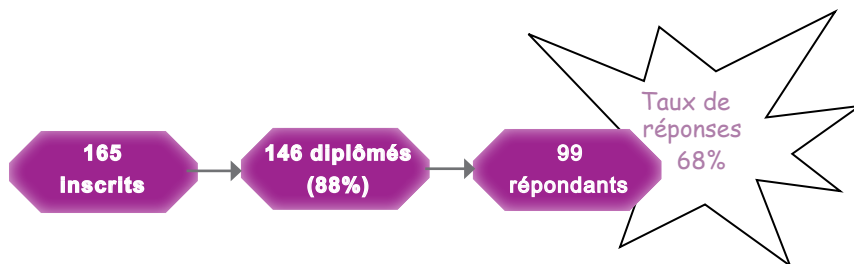 165
Inscrits
146 diplômés
(88%)
99
répondants
Taux de
réponses
68%